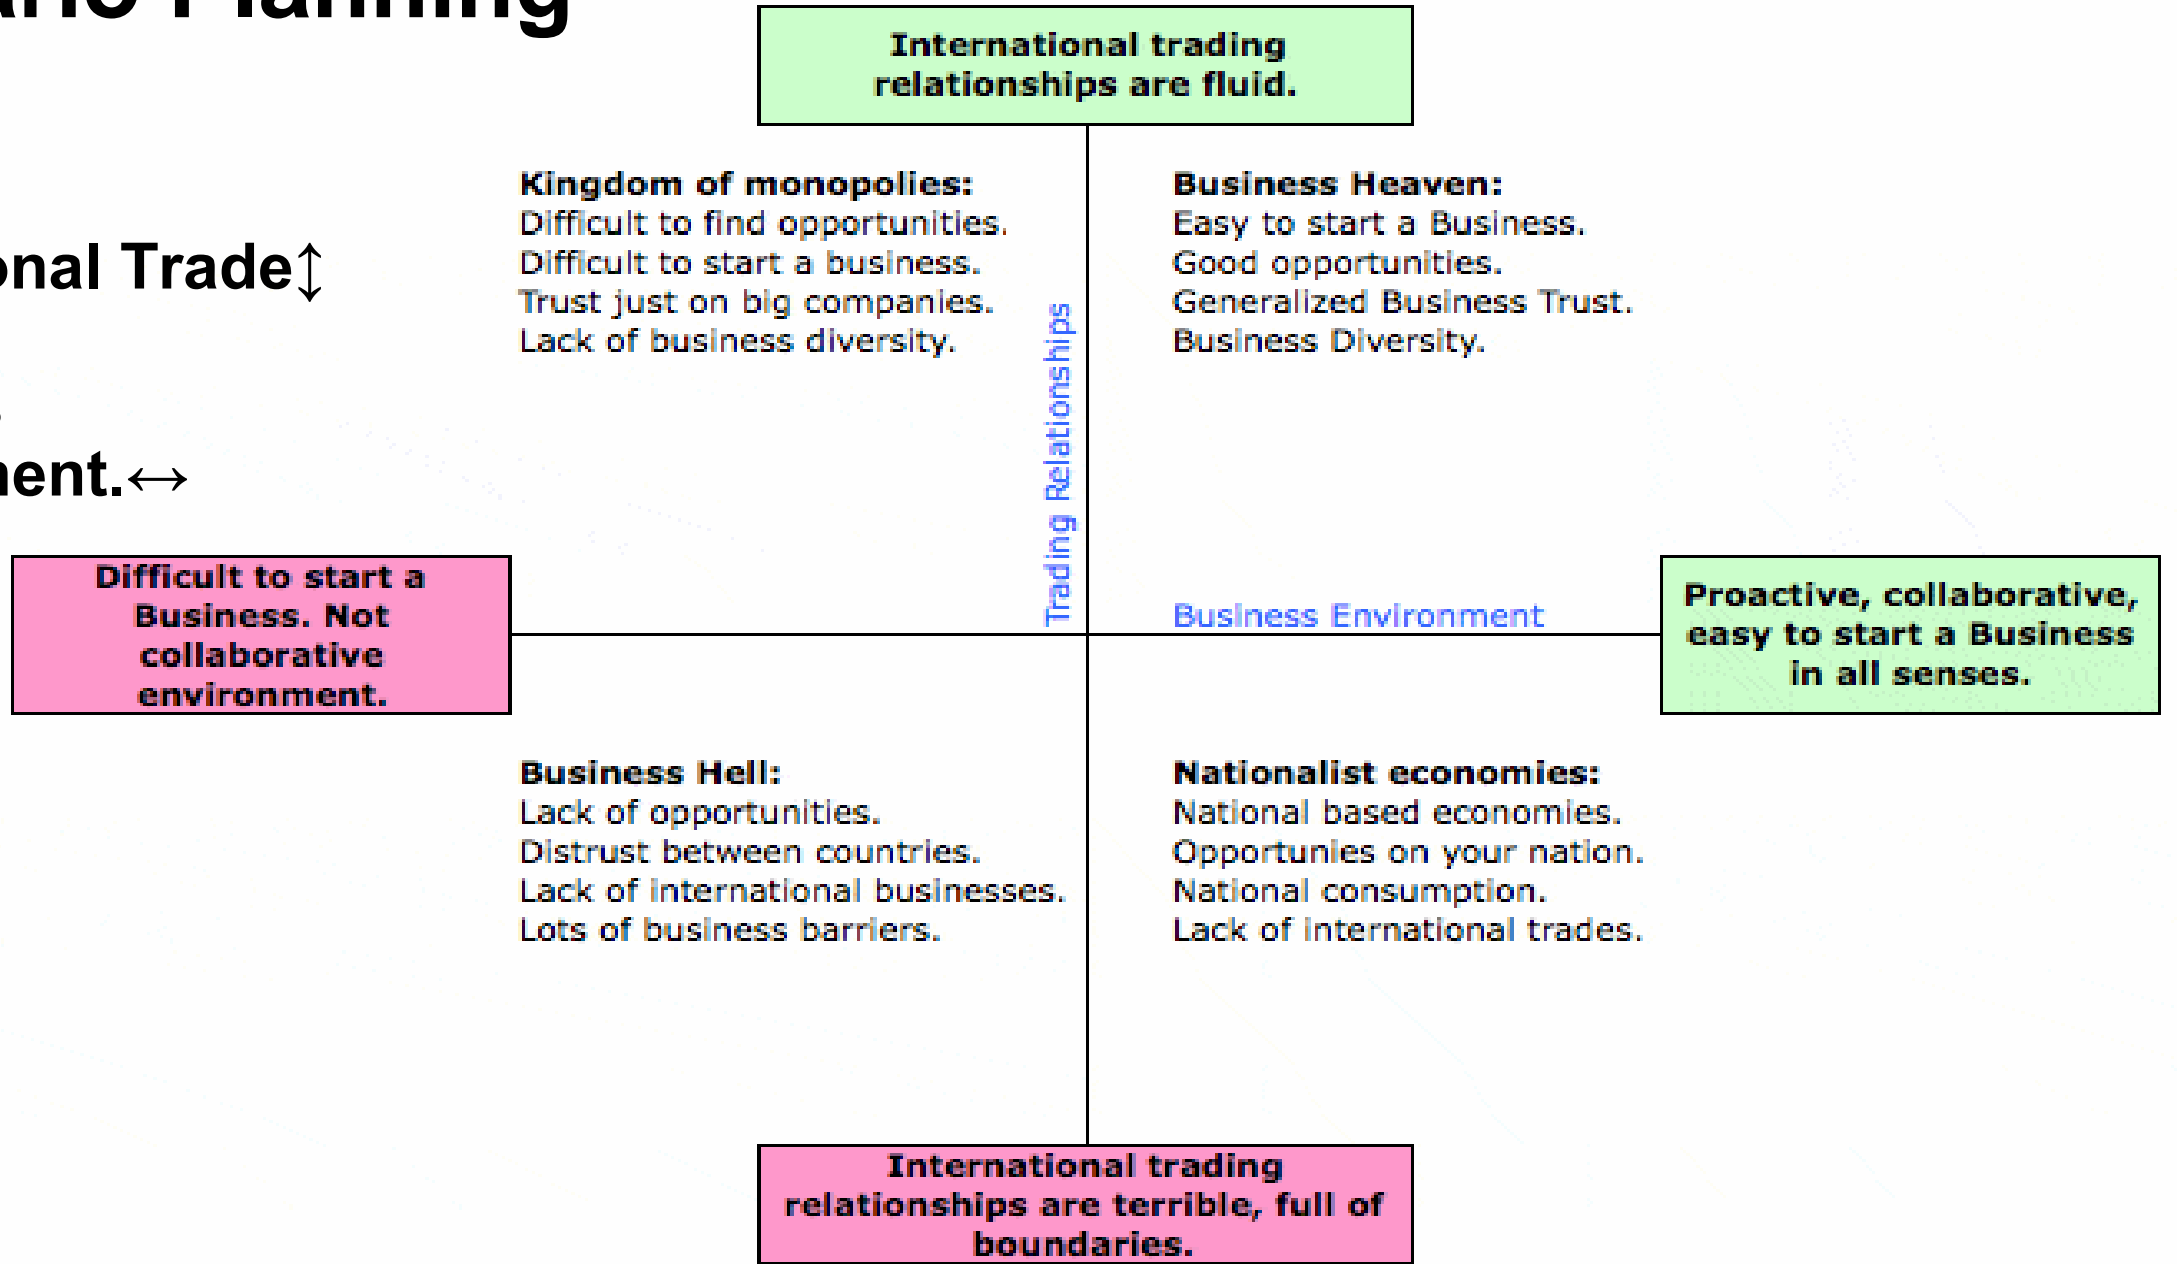 ario Planning
International trading
relationships are fluid.
Kingdom of monopolies:
Difficult to find opportunities.
Difficult to start a business.
Trust just on big companies.
Lack of business diversity.
Business Heaven:
Easy to start a Business.
Good opportunities.
Generalized Business Trust.
Business Diversity.
onal Trade↕
ment.↔
Trading Relationships
Business Environment
Difficult to start a
Business. Not
collaborative
environment.
Proactive, collaborative,
easy to start a Business
in all senses.
Business Hell:
Lack of opportunities.
Distrust between countries.
Lack of international businesses.
Lots of business barriers.
Nationalist economies:
National based economies.
Opportunies on your nation.
National consumption.
Lack of international trades.
International trading
relationships are terrible, full of
boundaries.